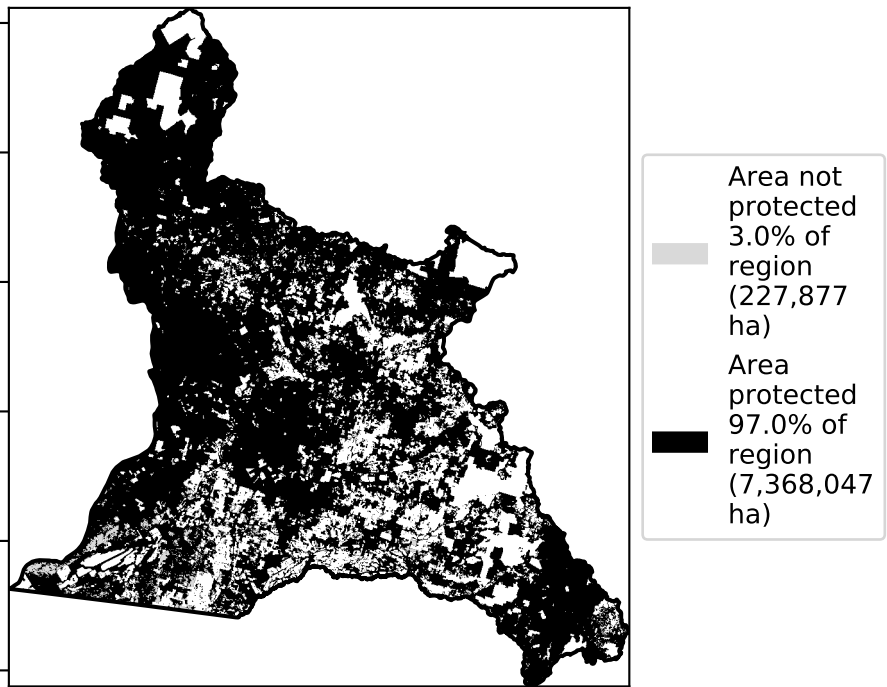 Area not
protected
3.0% of
region
(227,877
ha)
Area
protected
97.0% of
region
(7,368,047
ha)